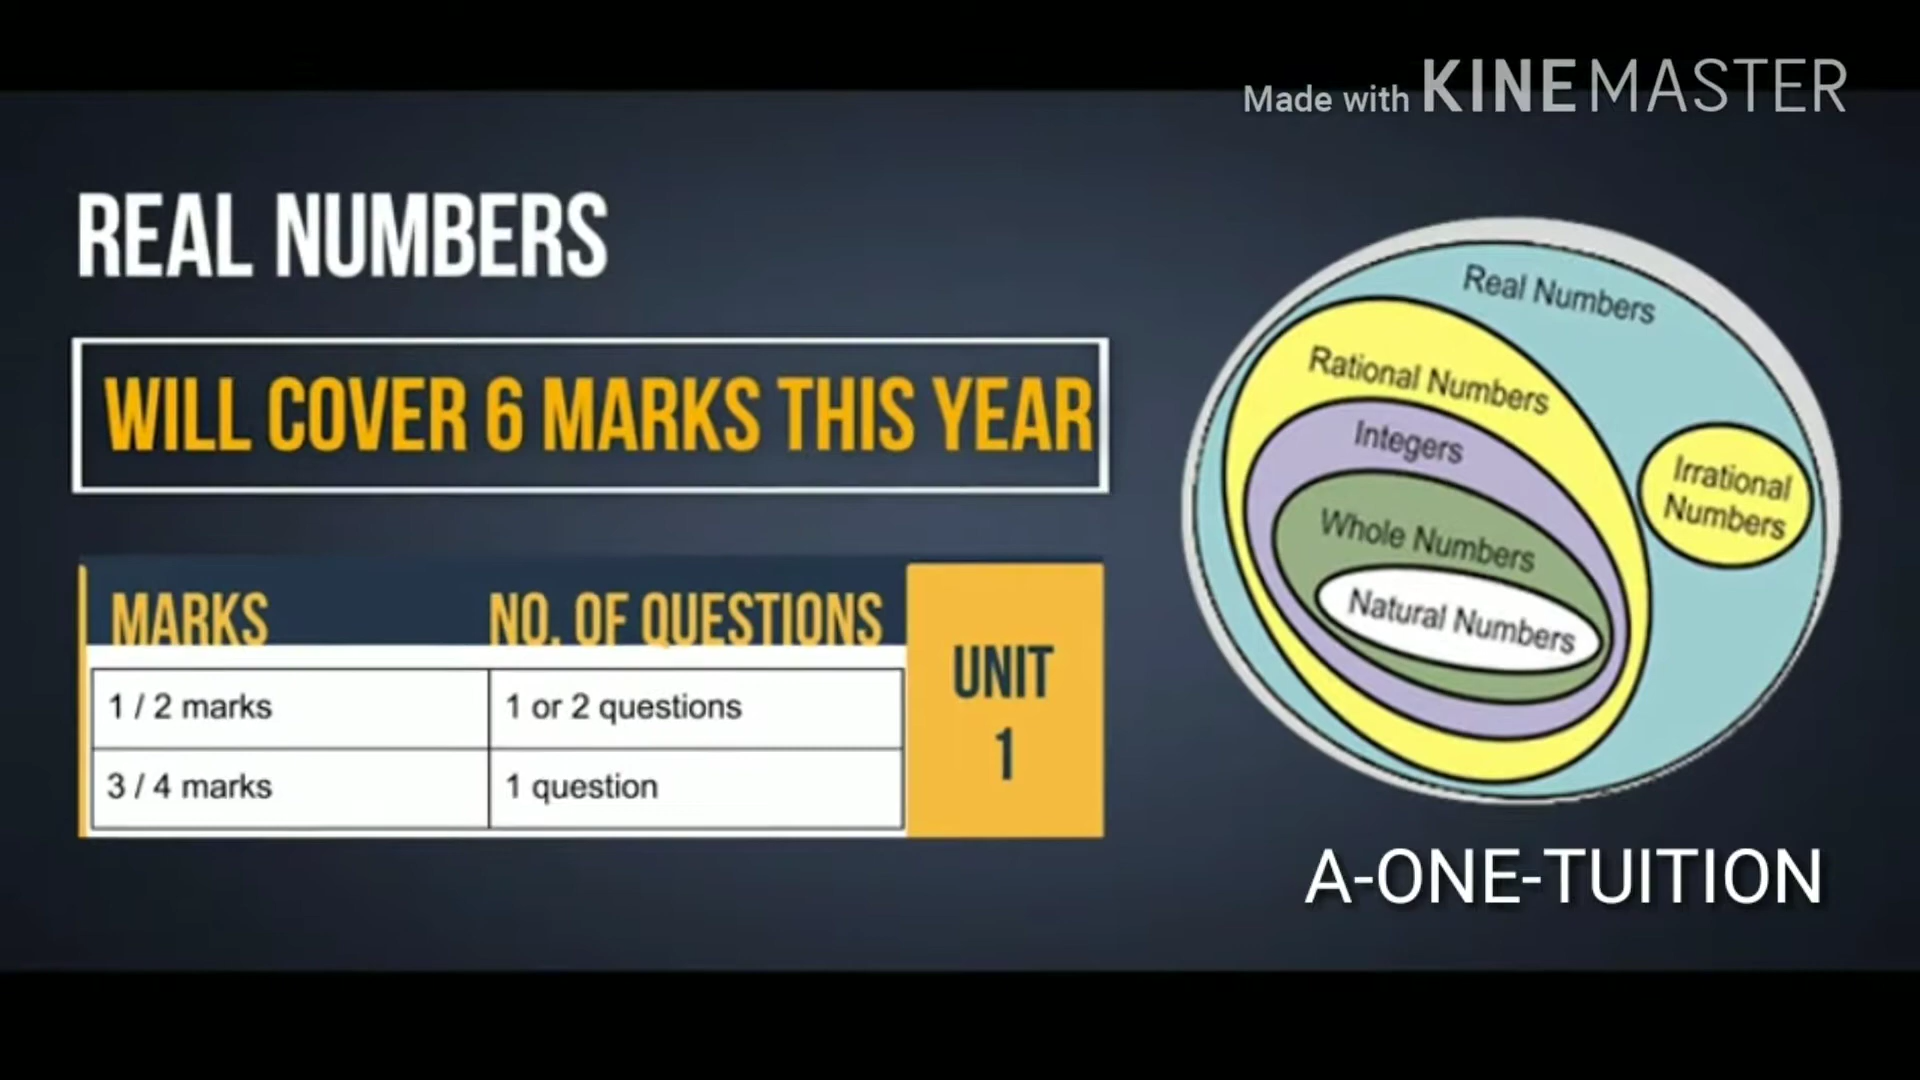 Made with KINEMASTER
REAL NUMBERS
WILL COVER 6 MARKS THIS YEAR
MARKS NO. OF QUESTIONS
1 / 2 marks 1 or 2 questions
3 / 4 marks 1 question
UNIT
1
Real Numbers
Rational Numbers
Integers
Whole Numbers
Natural Numbers
Irrational
Numbers
A-ONE-TUITION